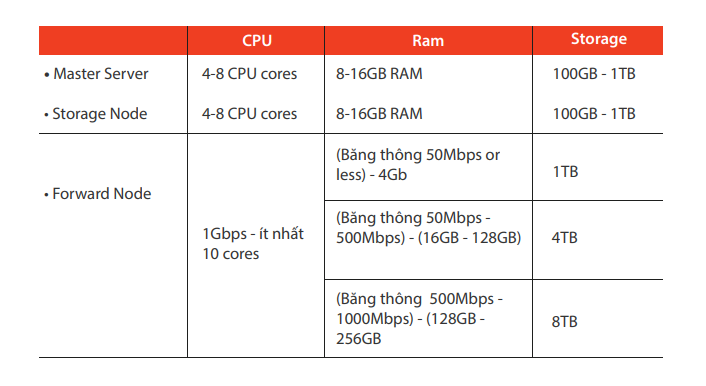 CPU Ram Storage
• Master Server 4-8 CPU cores 8-16GB RAM 100GB - 1TB
• Storage Node 4-8 CPU cores 8-16GB RAM 100GB - 1TB
• Forward Node
1Gbps - ít nhất
10 cores
(Băng thông 50Mbps or
less) - 4Gb
1TB
(Băng thông 50Mbps -
500Mbps) - (16GB - 128GB)
4TB
(Băng thông 500Mbps -
1000Mbps) - (128GB -
256GB
8TB